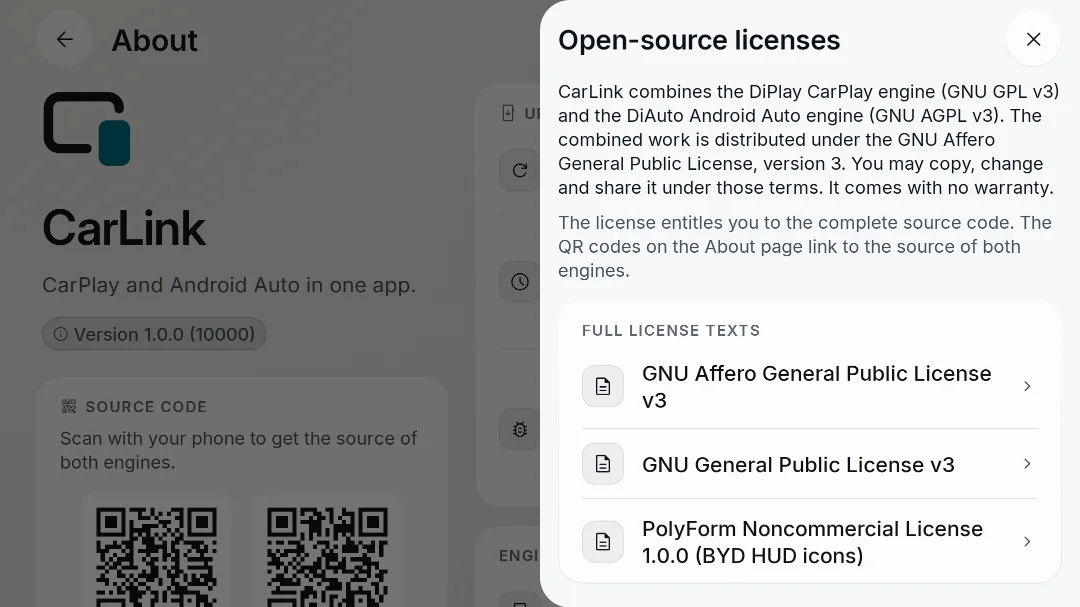 About
CarLink
CarPlay and Android Auto in one app.
Version 1.0.0 (10000)
SOURCE CODE
Scan with your phone to get the source of
both engines.
ENGI
Open-source licenses
CarLink combines the DiPlay CarPlay engine (GNU GPL v3)
and the DiAuto Android Auto engine (GNU AGPL v3). The
combined work is distributed under the GNU Affero
General Public License, version 3. You may copy, change
and share it under those terms. It comes with no warranty.
The license entitles you to the complete source code. The
QR codes on the About page link to the source of both
engines.
FULL LICENSE TEXTS
GNU Affero General Public License
v3
GNU General Public License v3
PolyForm Noncommercial License
1.0.0 (BYD HUD icons)